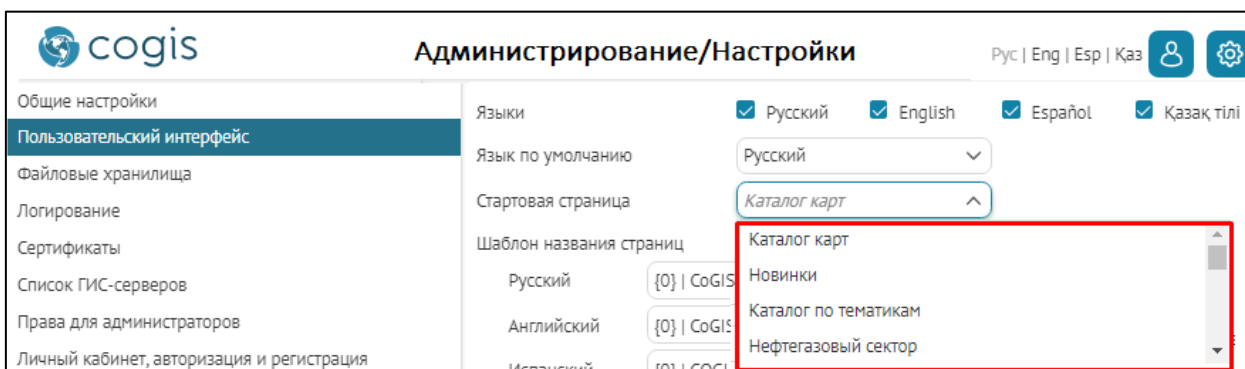 cogis
Администрирование/Настройки
Рус | Eng | Esp | Қаз
Общие настройки
Пользовательский интерфейс
Файловые хранилища
Логирование
Сертификаты
Список ГИС-серверов
Права для администраторов
Личный кабинет, авторизация и регистрация
Языки
Русский
English
Español
Қазақ тілі
Язык по умолчанию
Русский
Стартовая страница
Каталог карт
Каталог карт
Новинки
Каталог по тематикам
Нефтегазовый сектор
Шаблон названия страниц
Русский
{0} | CoGIS
Английский
{0} | CoGIS